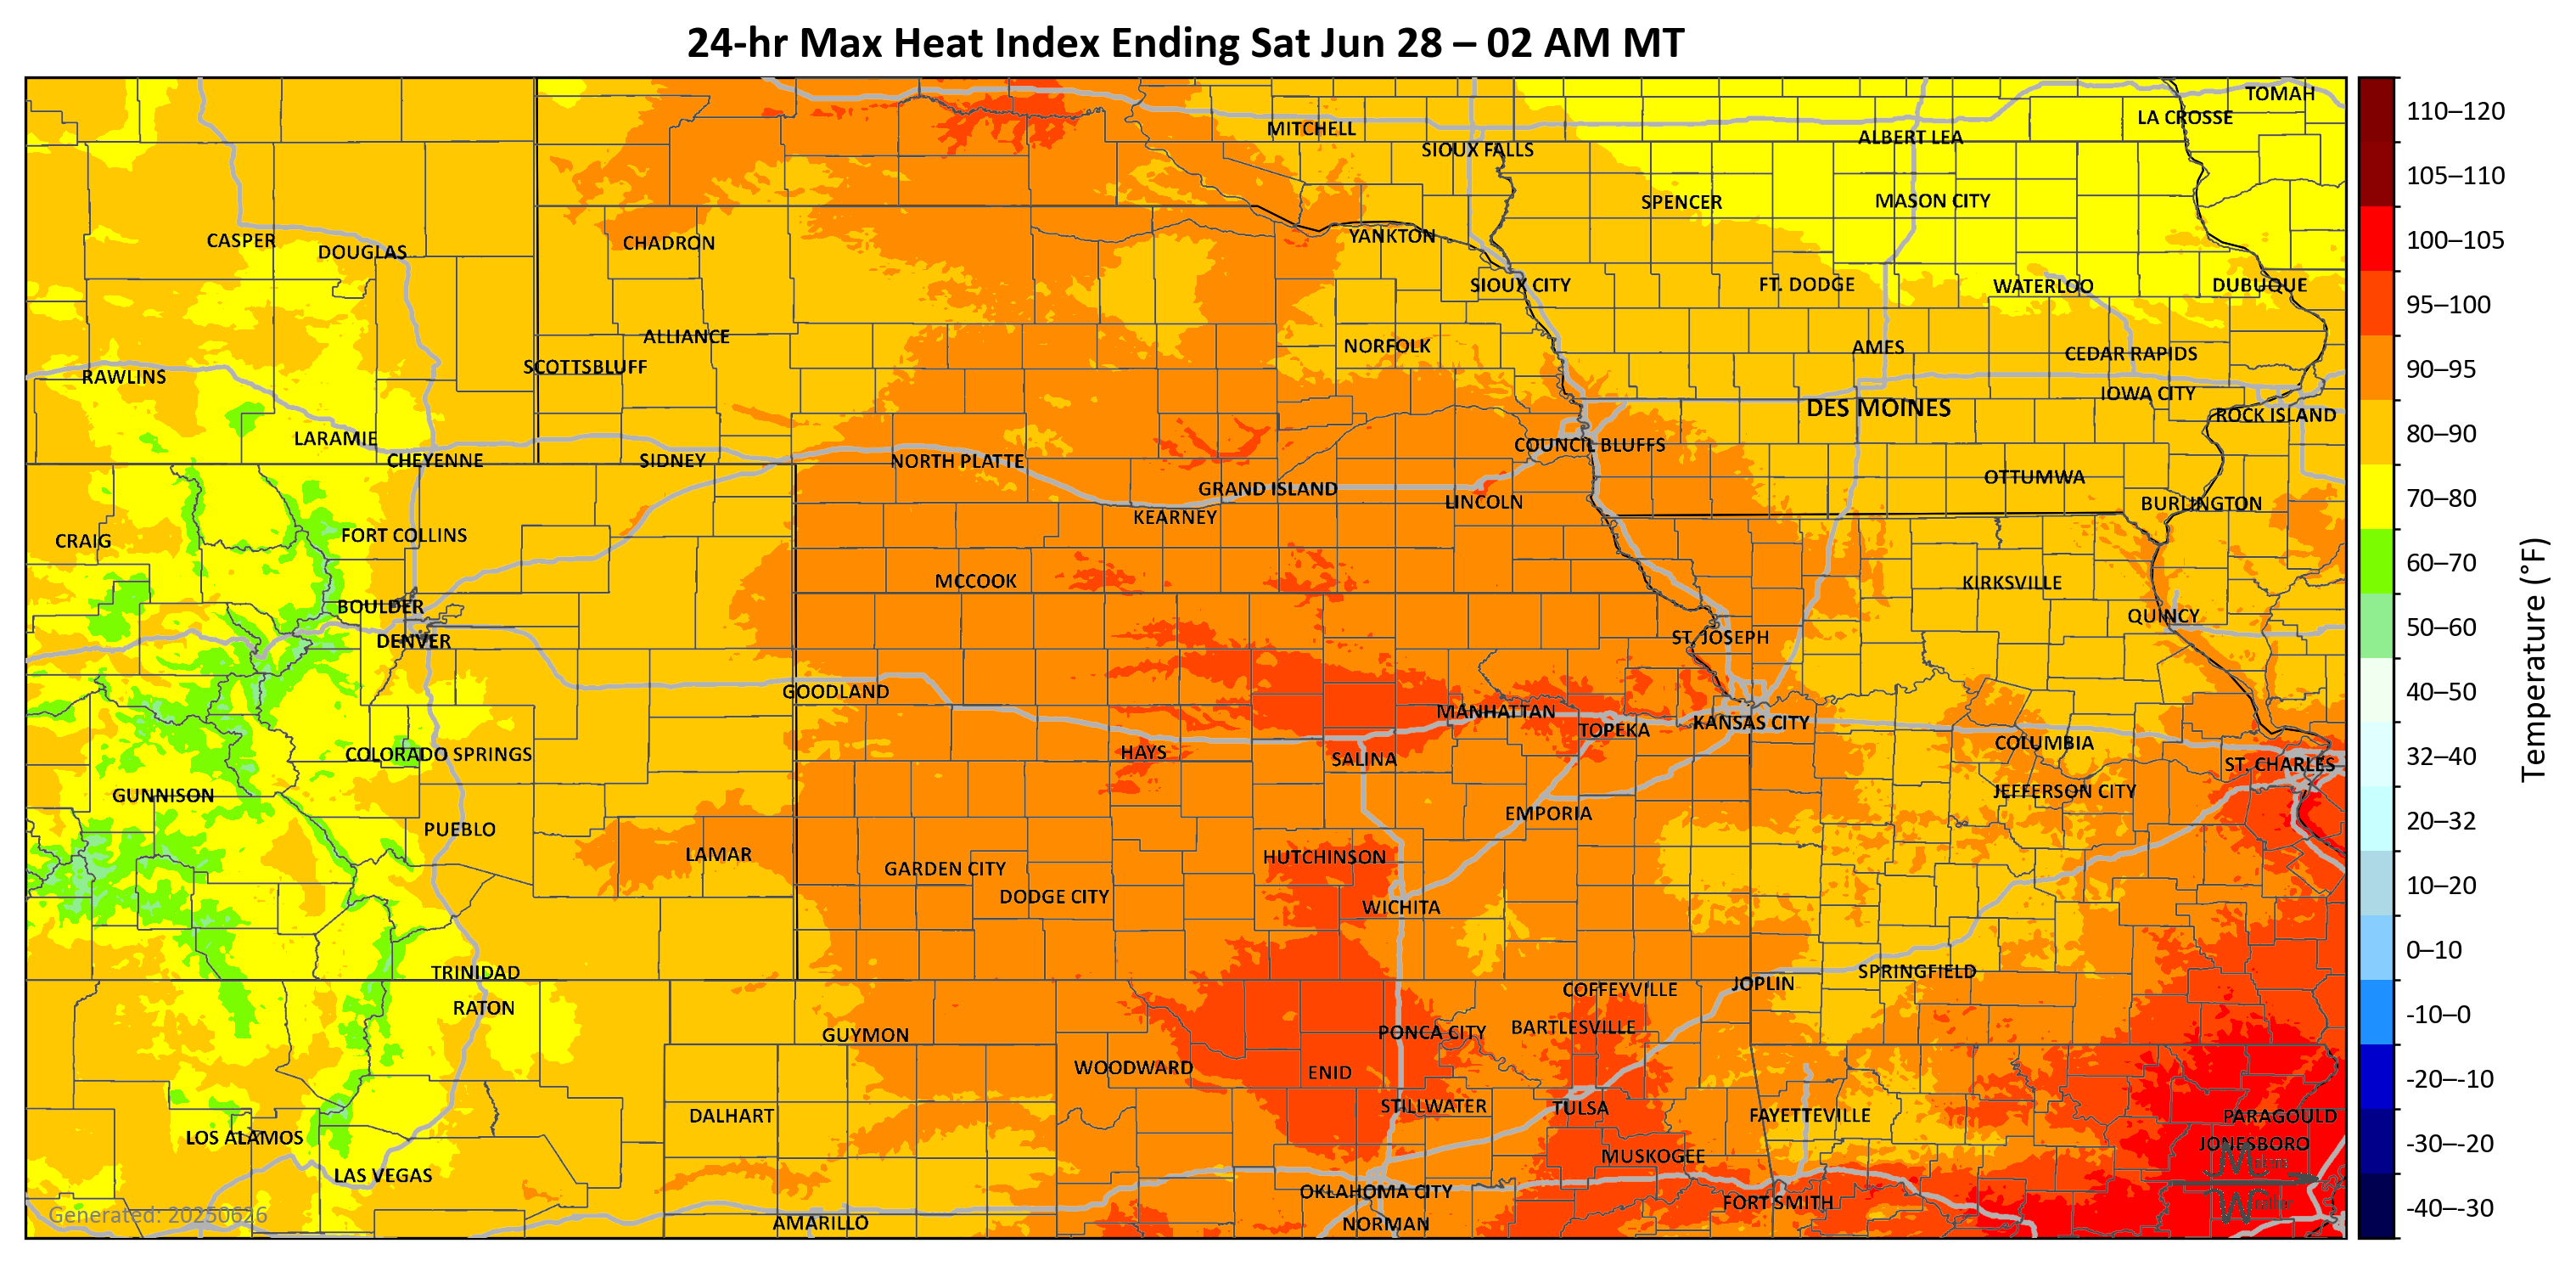 24-hr Max Heat Index Ending Sat Jun 28 – 02 AM MT
TOMAH
LA CROSSE
MITCHELL
ALBERT LEA
SIOUX FALLS
SPENCER
MASON CITY
CASPER
DOUGLAS
CHADRON
YANKTON
SIOUX CITY
FT. DODGE
WATERLOO
DUBUQUE
ALLIANCE
NORFOLK
AMES
CEDAR RAPIDS
SCOTTSBLUFF
RAWLINS
IOWA CITY
DES MOINES
ROCK ISLAND
LARAMIE
COUNCIL BLUFFS
CHEYENNE
SIDNEY
NORTH PLATTE
OTTUMWA
GRAND ISLAND
LINCOLN
BURLINGTON
KEARNEY
CRAIG
FORT COLLINS
MCCOOK
KIRKSVILLE
BOULDER
QUINCY
DENVER
ST. JOSEPH
GOODLAND
MANHATTAN
TOPEKA
KANSAS CITY
COLORADO SPRINGS
HAYS
SALINA
COLUMBIA
ST. CHARLES
GUNNISON
JEFFERSON CITY
PUEBLO
EMPORIA
LAMAR
GARDEN CITY
HUTCHINSON
DODGE CITY
WICHITA
TRINIDAD
SPRINGFIELD
JOPLIN
COFFEYVILLE
RATON
GUYMON
PONCA CITY
BARTLESVILLE
WOODWARD
ENID
DALHART
STILLWATER
TULSA
FAYETTEVILLE
PARAGOULD
LOS ALAMOS
JONESBORO
MUSKOGEE
LAS VEGAS
OKLAHOMA CITY
FORT SMITH
Generated: 20250626
AMARILLO
NORMAN
110–120
105–110
100–105
95–100
90–95
80–90
70–80
60–70
50–60
40–50
32–40
20–32
10–20
0–10
-10–0
-20–-10
-30–-20
-40–-30
Temperature (°F)